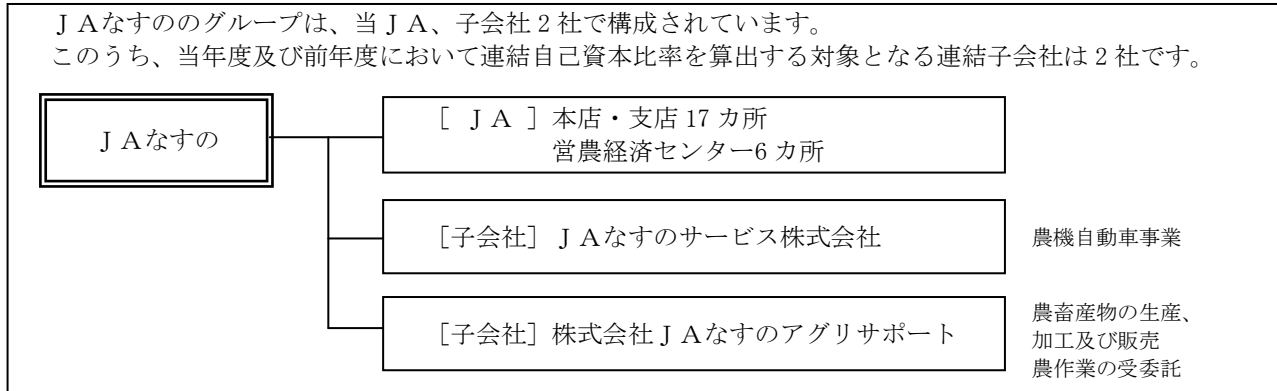 ＪＡなすののグループは、当ＪＡ、子会社２社で構成されています。
このうち、当年度及び前年度において連結自己資本比率を算出する対象となる連結子会社は２社です。
ＪＡなすの
［　ＪＡ　］本店・支店 17 カ所
営農経済センター6 カ所
［子会社］ＪＡなすのサービス株式会社
農機自動車事業
［子会社］株式会社ＪＡなすのアグリサポート
農畜産物の生産、
加工及び販売
農作業の受委託